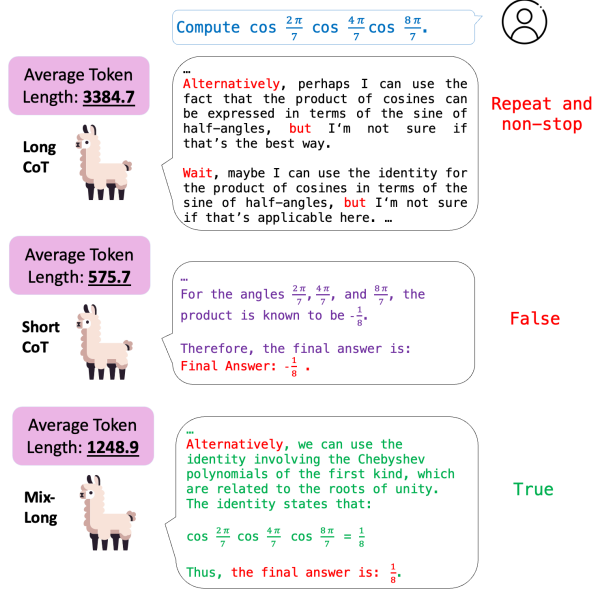 Compute cos 2π/7 cos 4π/7 cos 8π/7.
Average Token
Length: 3384.7
Long
CoT
…
Alternatively, perhaps I can use the
fact that the product of cosines can
be expressed in terms of the sine of
half-angles, but I'm not sure if
that's the best way.
Wait, maybe I can use the identity for
the product of cosines in terms of the
sine of half-angles, but I'm not sure
if that's applicable here. …
Repeat and
non-stop
Average Token
Length: 575.7
Short
CoT
…
For the angles 2π/7, 4π/7, and 8π/7, the
product is known to be -1/8.
Therefore, the final answer is:
Final Answer: -1/8 .
False
Average Token
Length: 1248.9
Mix-
Long
…
Alternatively, we can use the
identity involving the Chebyshev
polynomials of the first kind, which
are related to the roots of unity.
The identity states that:
cos 2π/7 cos 4π/7 cos 8π/7 = 1/8
Thus, the final answer is: 1/8.
True